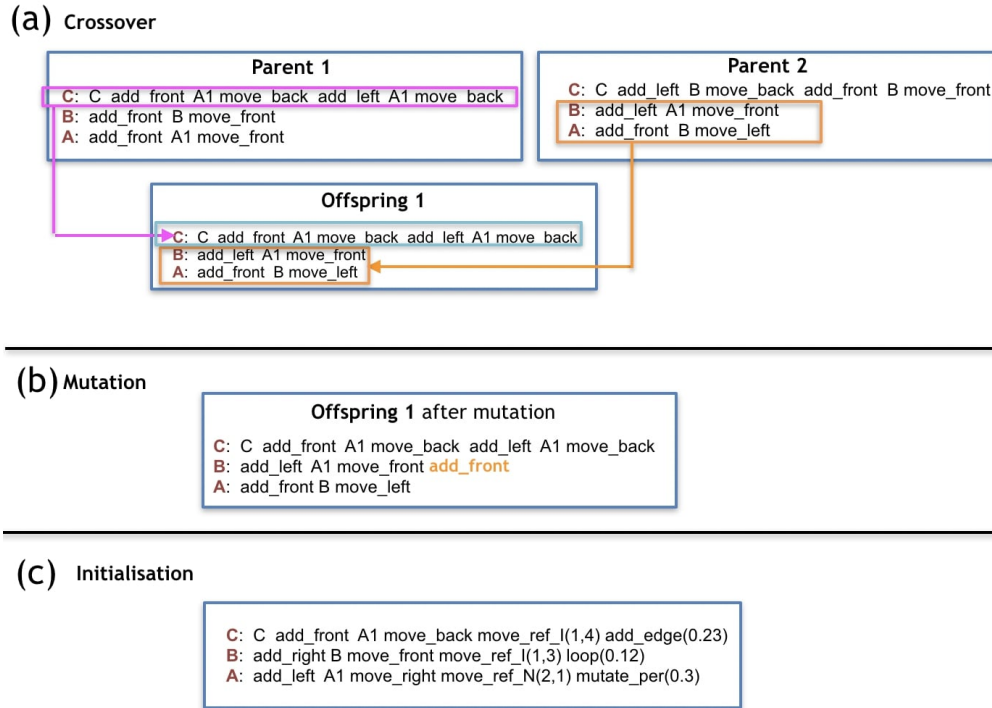 (a) Crossover
Parent 1
C: C add_front A1 move_back add_left A1 move_back
B: add_front B move_front
A: add_front A1 move_front
Parent 2
C: C add_left B move_back add_front B move_front
B: add_left A1 move_front
A: add_front B move_left
Offspring 1
C: C add_front A1 move_back add_left A1 move_back
B: add_left A1 move_front
A: add_front B move_left
(b) Mutation
Offspring 1 after mutation
C: C add_front A1 move_back add_left A1 move_back
B: add_left A1 move_front add_front
A: add_front B move_left
(c) Initialisation
C: C add_front A1 move_back move_ref_I(1,4) add_edge(0.23)
B: add_right B move_front move_ref_I(1,3) loop(0.12)
A: add_left A1 move_right move_ref_N(2,1) mutate_per(0.3)